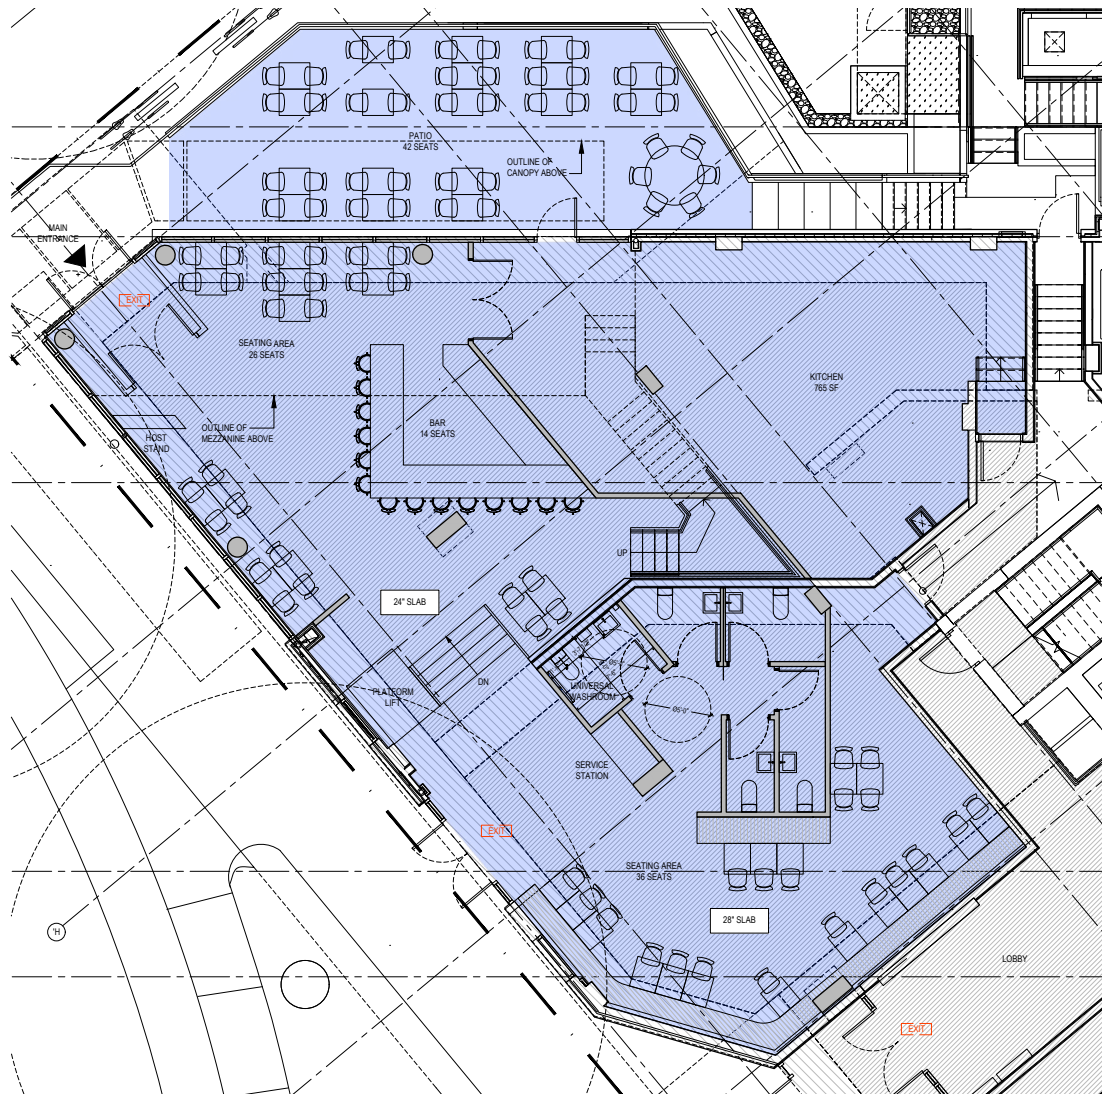 PATIO
42 SEATS
OUTLINE OF
CANOPY ABOVE
MAIN
ENTRANCE
EXIT
SEATING AREA
26 SEATS
KITCHEN
765 SF
BAR
14 SEATS
OUTLINE OF
MEZZANINE ABOVE
HOST
STAND
UP
24" SLAB
DN
PLATFORM
LIFT
UNIVERSAL
WASHROOM
Ø5'-0"
SERVICE
STATION
EXIT
SEATING AREA
36 SEATS
28" SLAB
'H
LOBBY
EXIT